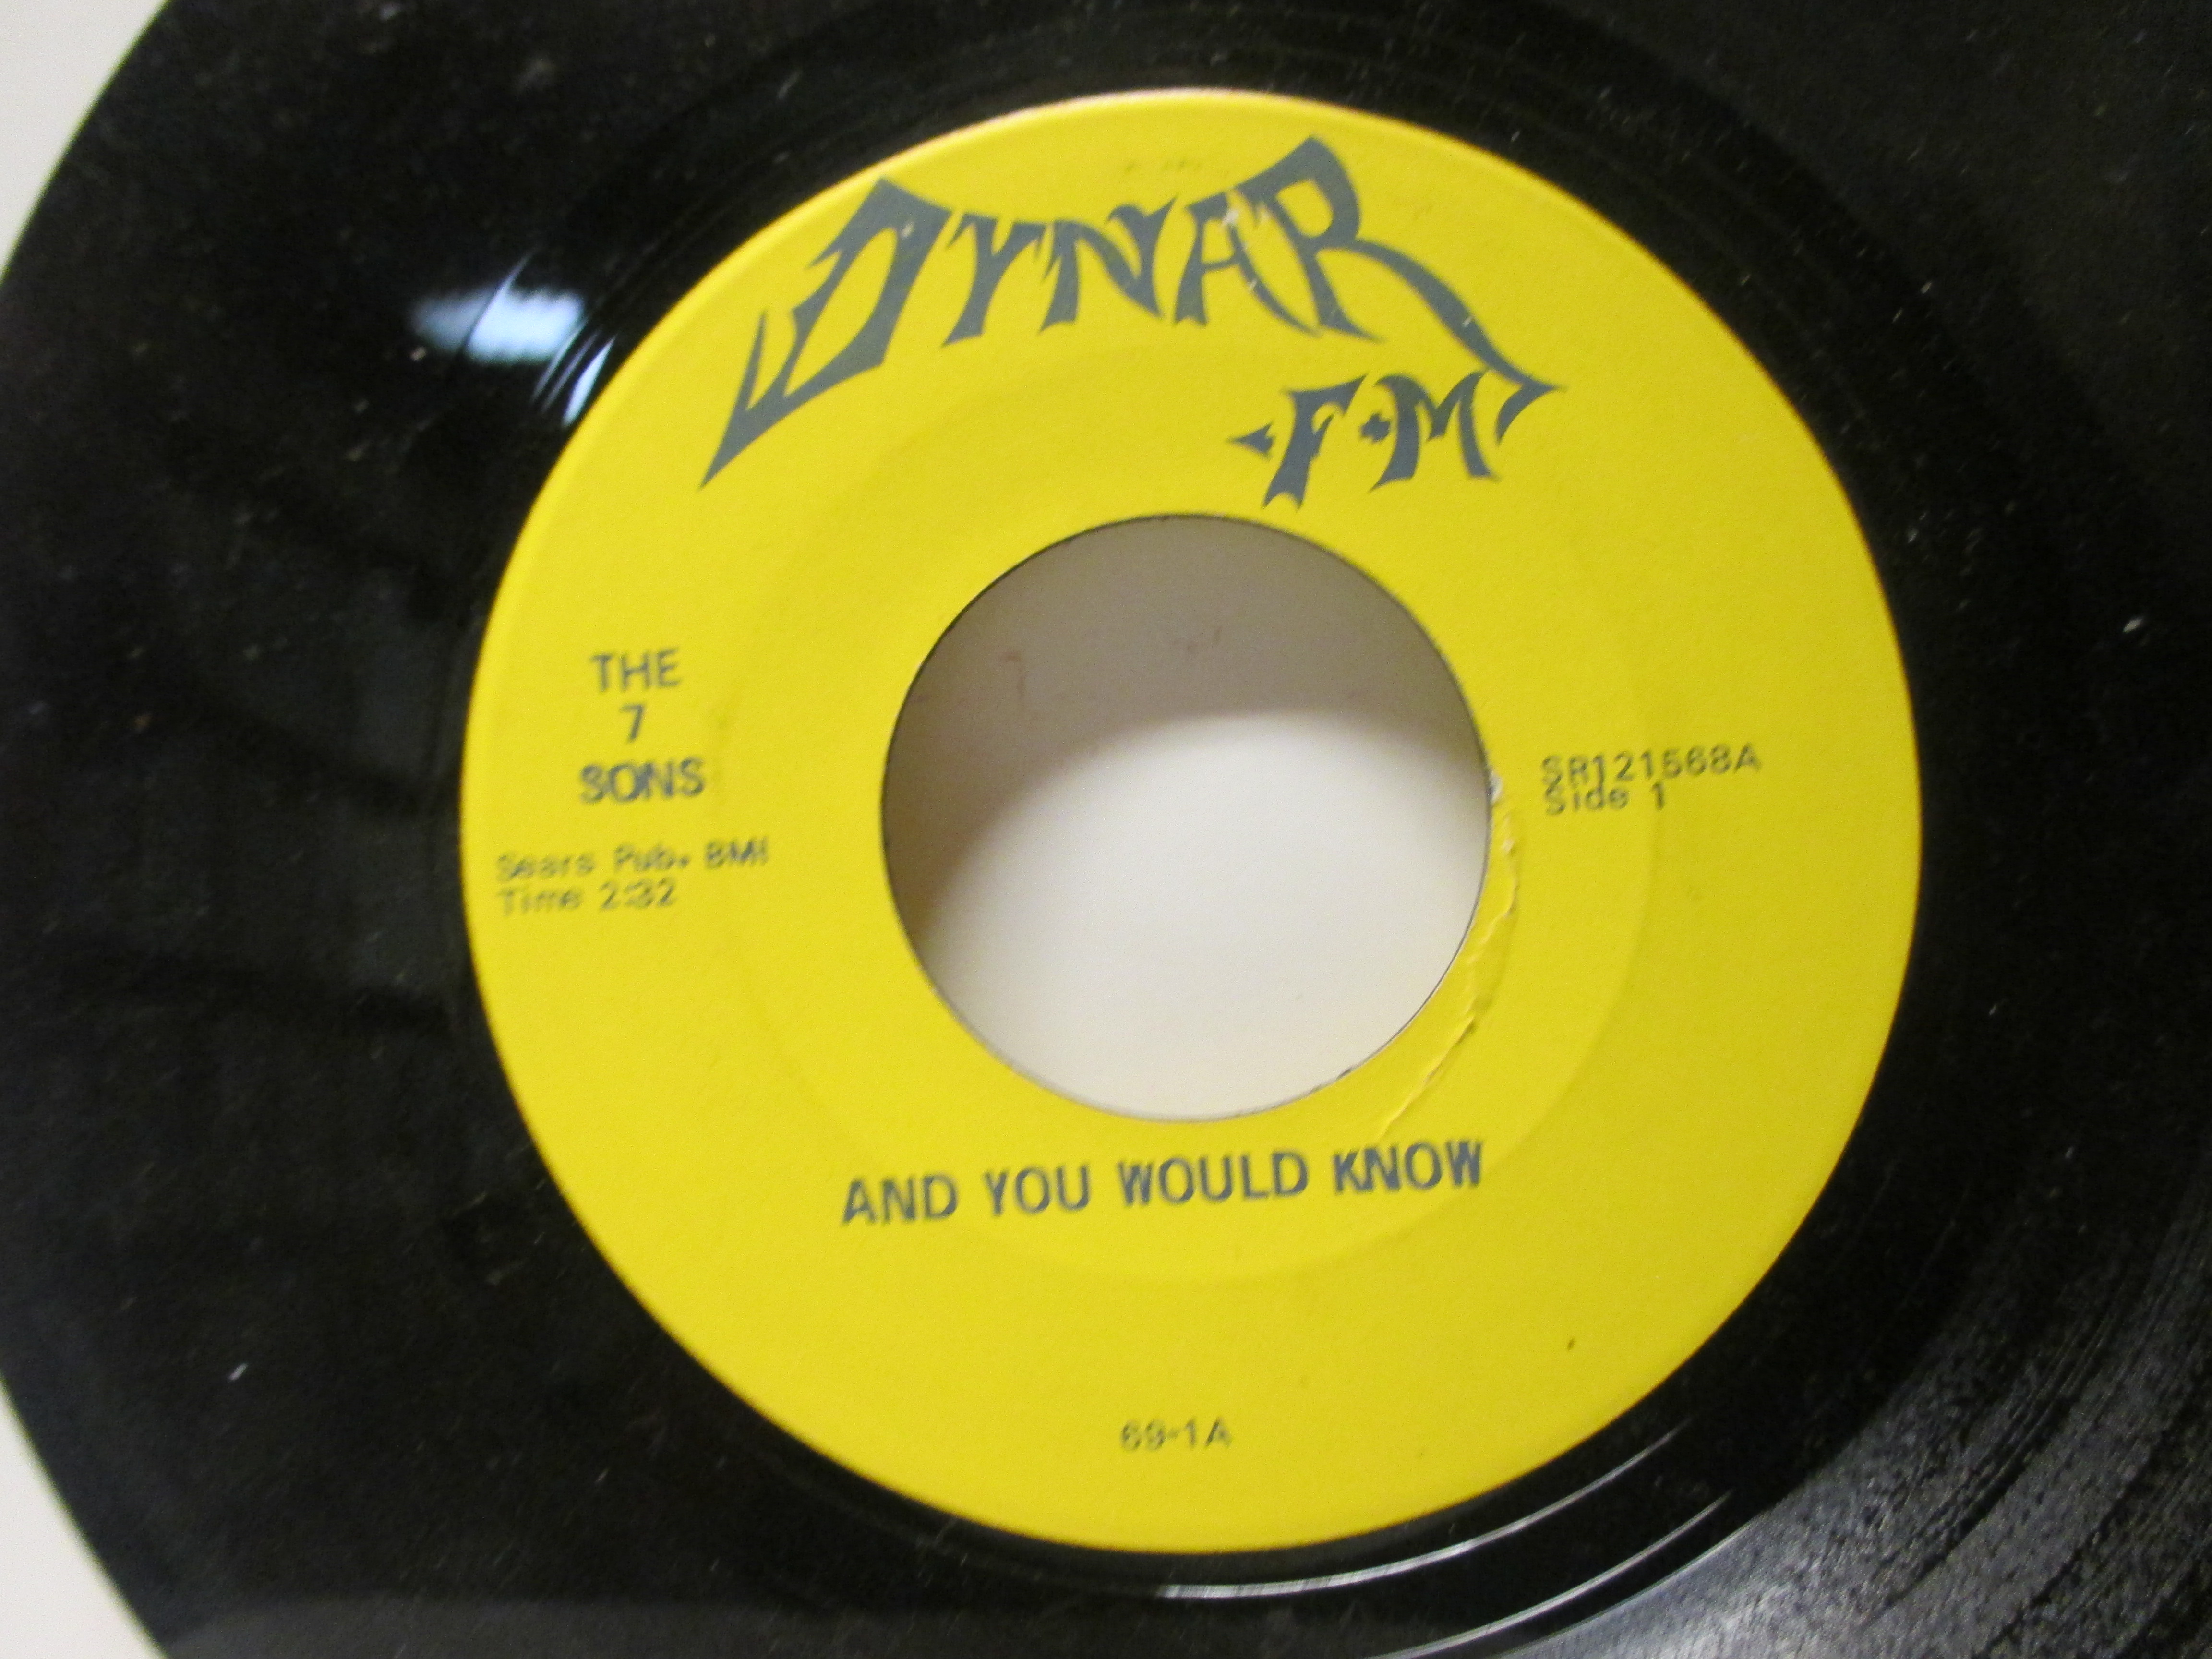 DYNAR
·F·M
THE
7
SONS
Sears Pub. BMI
Time 2:32
SR121568A
Side 1
AND YOU WOULD KNOW
69-1A